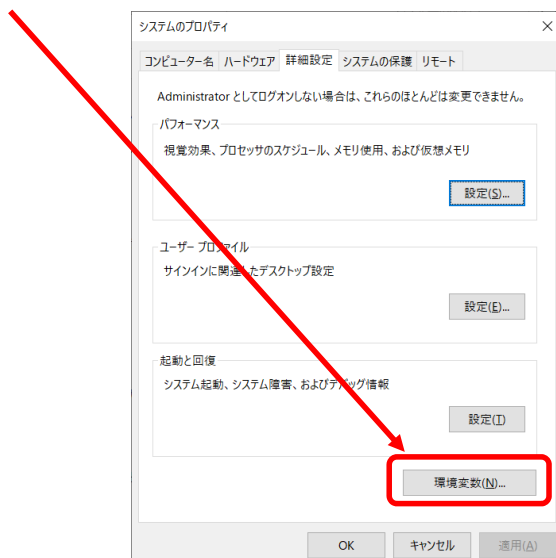 システムのプロパティ
コンピューター名 ハードウェア 詳細設定 システムの保護 リモート
Administrator としてログオンしない場合は、これらのほとんどは変更できません。
パフォーマンス
視覚効果、プロセッサのスケジュール、メモリ使用、および仮想メモリ
設定(S)...
ユーザー プロファイル
サインインに関連したデスクトップ設定
設定(E)...
起動と回復
システム起動、システム障害、およびデバッグ情報
設定(T)
環境変数(N)...
OK キャンセル 適用(A)